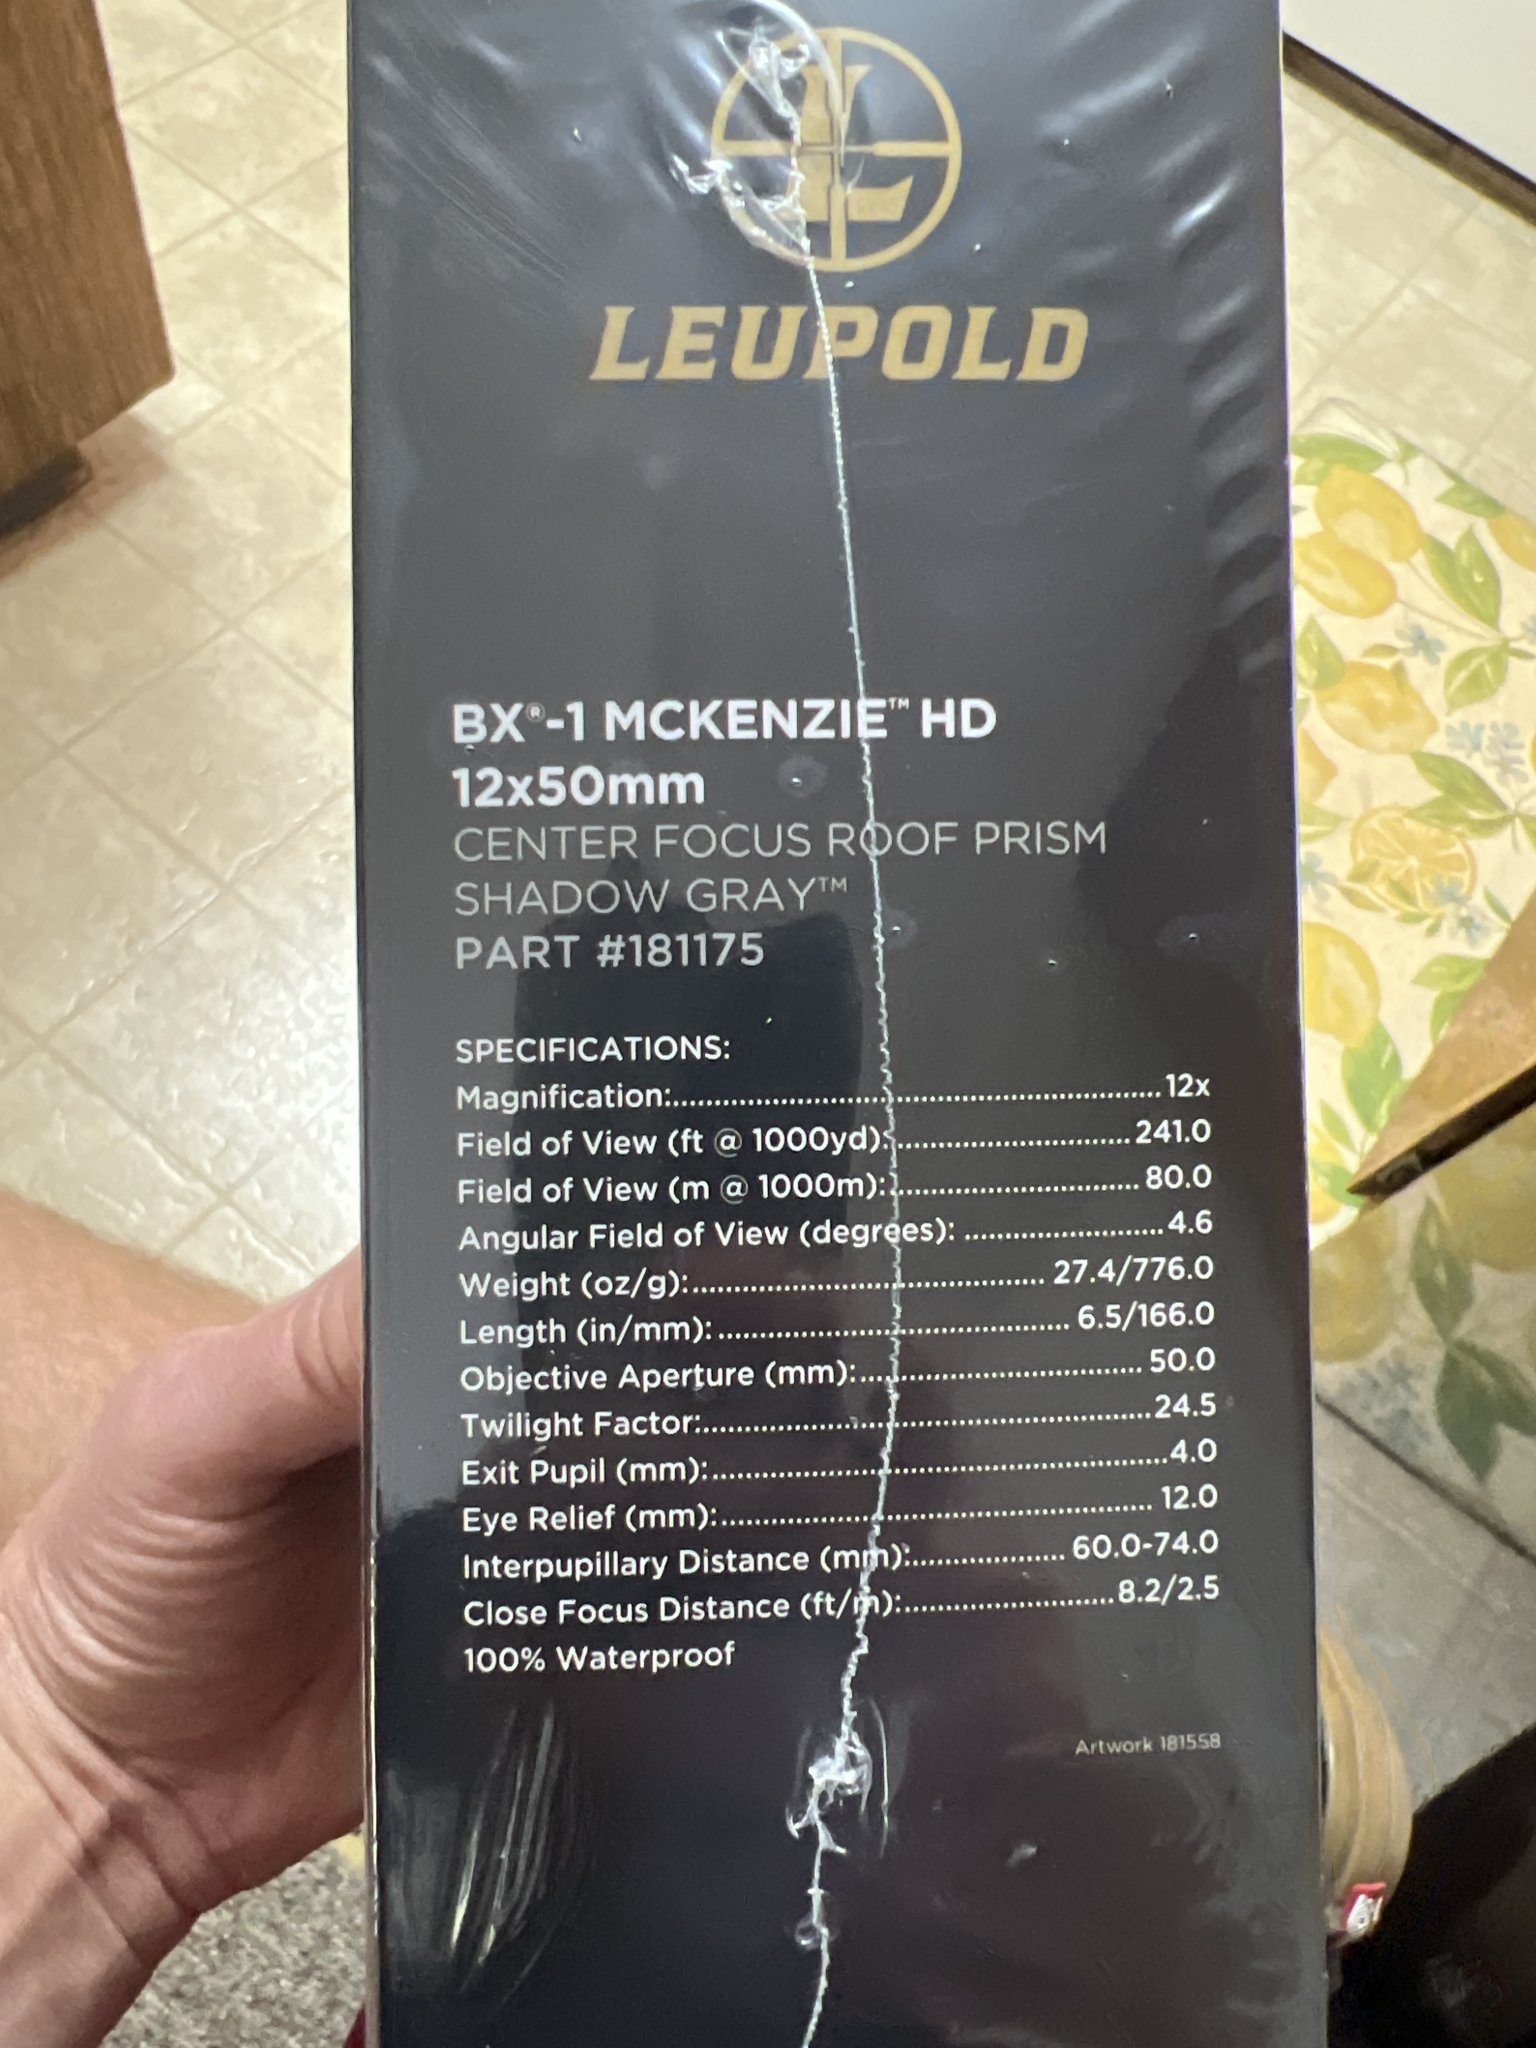 LEUPOLD
BX®-1 MCKENZIE™ HD
12x50mm
CENTER FOCUS ROOF PRISM
SHADOW GRAY™
PART #181175
SPECIFICATIONS:
Magnification:..........12x
Field of View (ft @ 1000yd):..........241.0
Field of View (m @ 1000m):..........80.0
Angular Field of View (degrees):..........4.6
Weight (oz/g):..........27.4/776.0
Length (in/mm):..........6.5/166.0
Objective Aperture (mm):..........50.0
Twilight Factor:..........24.5
Exit Pupil (mm):..........4.0
Eye Relief (mm):..........12.0
Interpupillary Distance (mm):..........60.0-74.0
Close Focus Distance (ft/m):..........8.2/2.5
100% Waterproof
Artwork 181558